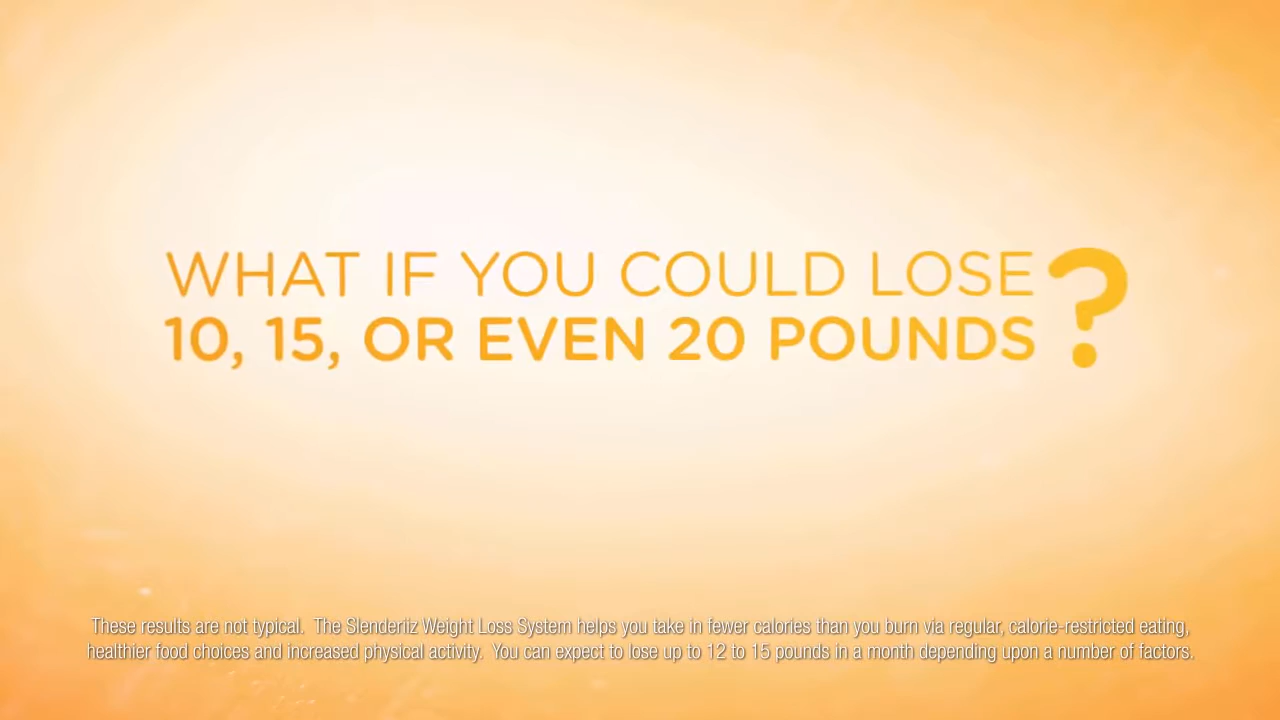 WHAT IF YOU COULD LOSE
10, 15, OR EVEN 20 POUNDS?
These results are not typical. The Slenderiiz Weight Loss System helps you take in fewer calories than you burn via regular, calorie-restricted eating,
healthier food choices and increased physical activity. You can expect to lose up to 12 to 15 pounds in a month depending upon a number of factors.